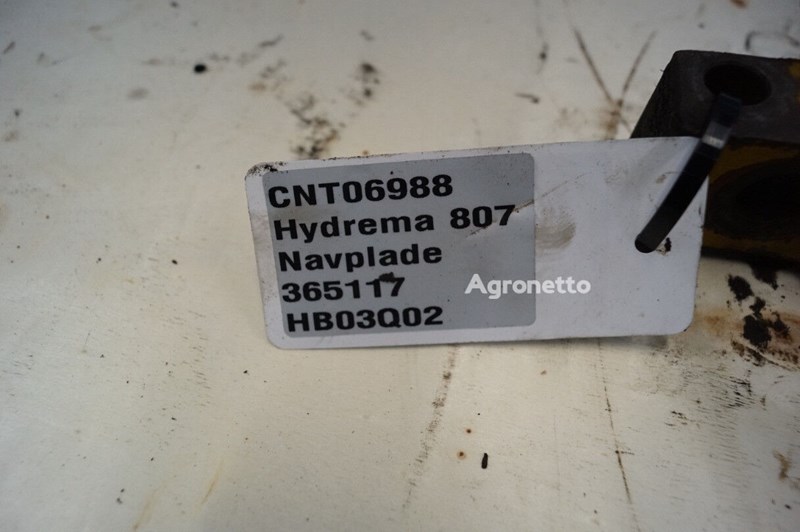 CNT06988
Hydrema 807
Navplade
365117
HB03Q02
Agronetto